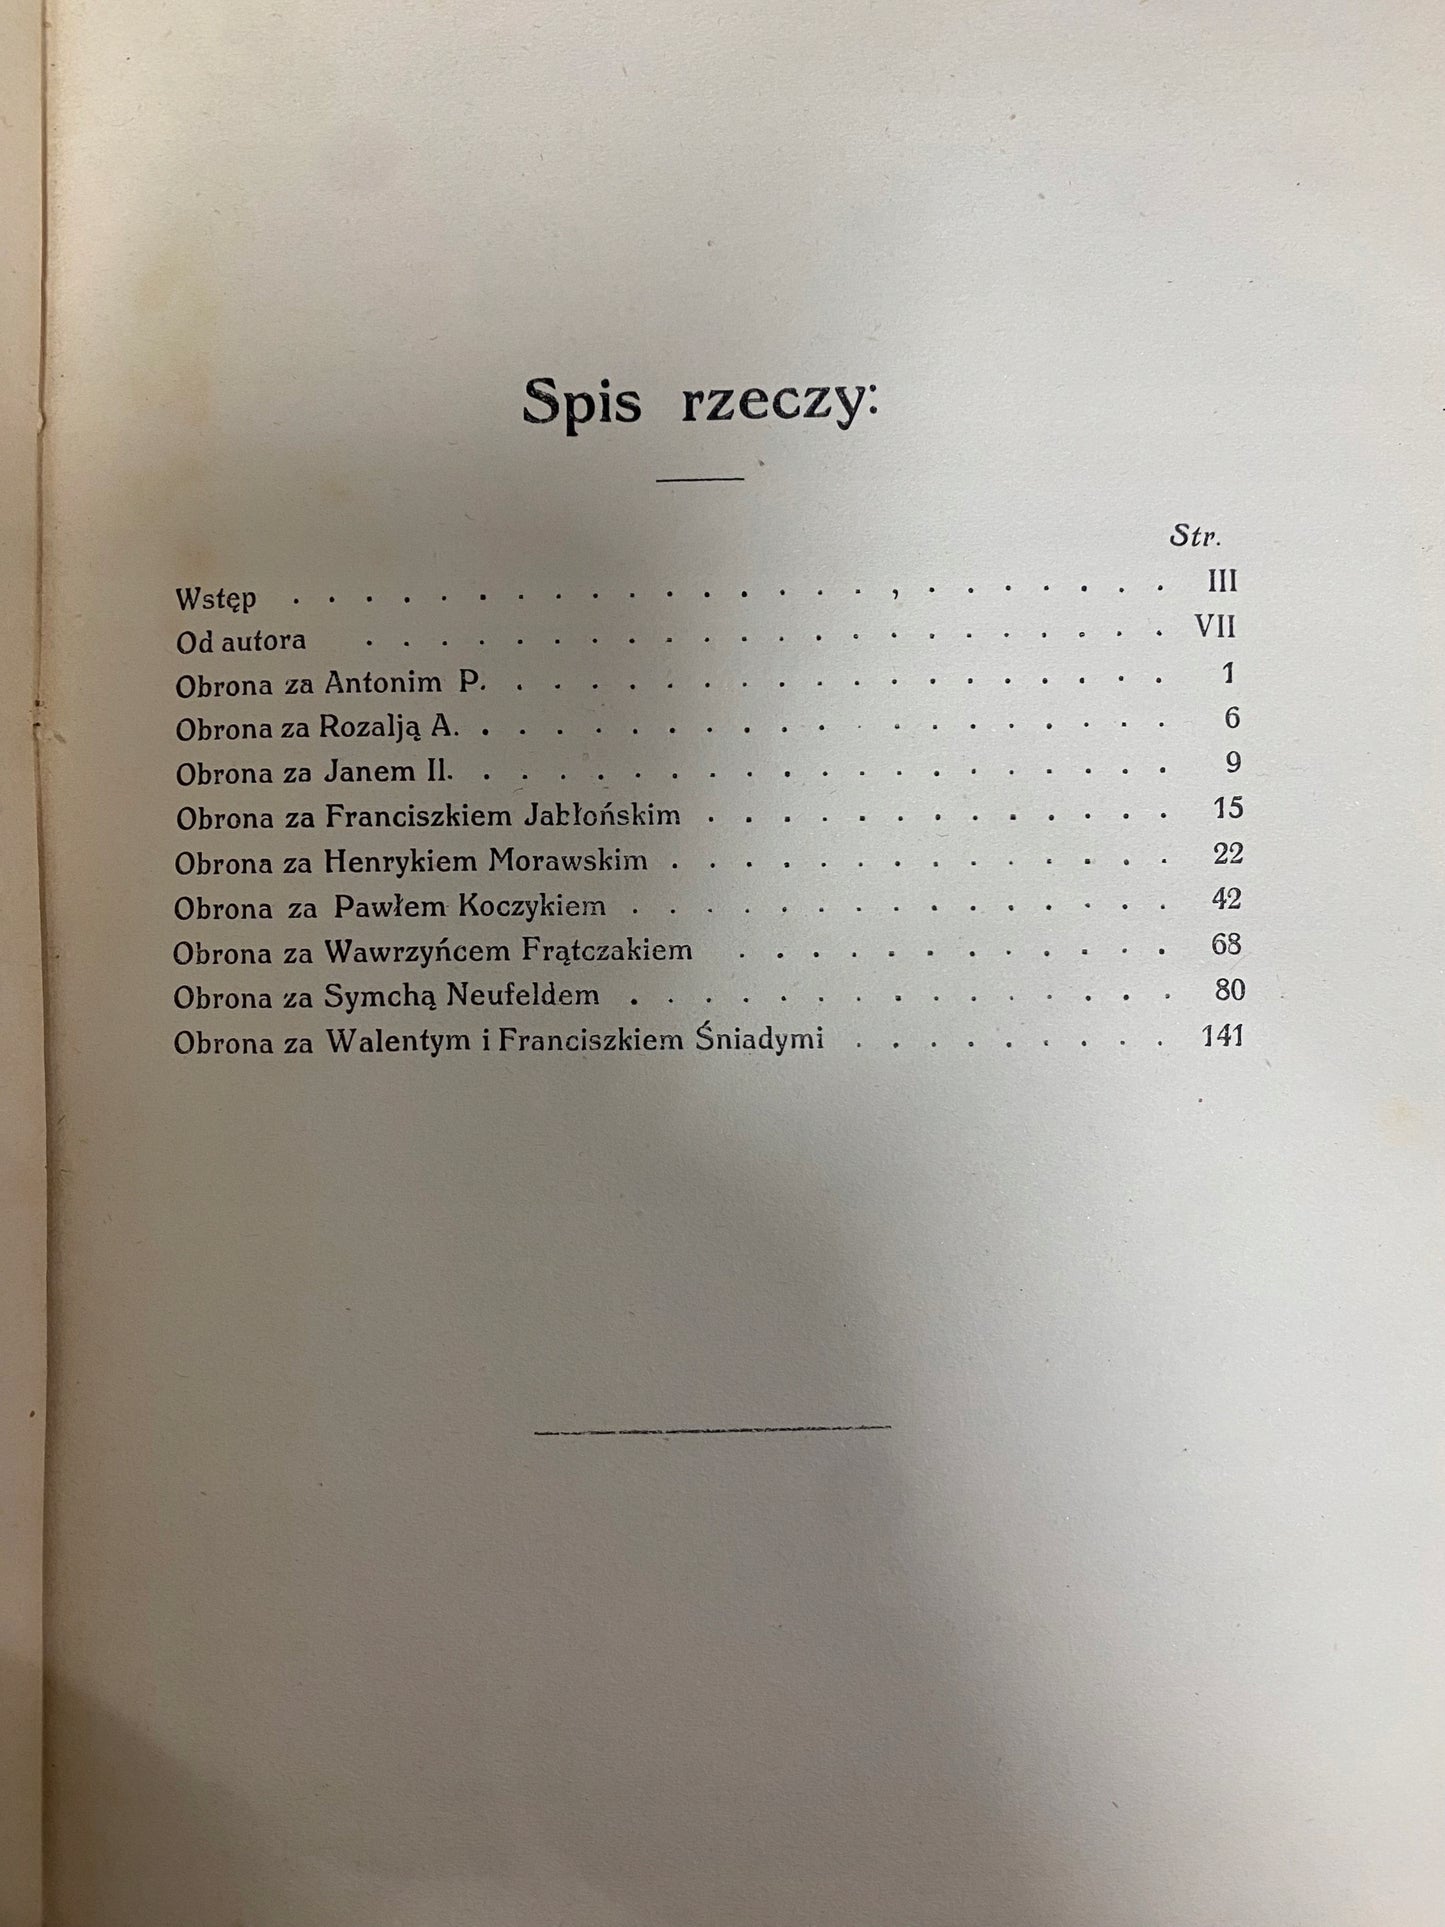 Spis rzeczy:
Str.
Wstęp . . . . . . . . . . . . . . . . , . . . . . . . III
Od autora . . . . . . . . . . . . . . . . . . . . . . VII
Obrona za Antonim P. . . . . . . . . . . . . . . . . . . 1
Obrona za Rozalją A. . . . . . . . . . . . . . . . . . . . 6
Obrona za Janem Il. . . . . . . . . . . . . . . . . . . . 9
Obrona za Franciszkiem Jabłońskim . . . . . . . . . . . . . 15
Obrona za Henrykiem Morawskim . . . . . . . . . . . . . . 22
Obrona za Pawłem Koczykiem . . . . . . . . . . . . . . . 42
Obrona za Wawrzyńcem Frątczakiem . . . . . . . . . . . . 68
Obrona za Symchą Neufeldem . . . . . . . . . . . . . . . 80
Obrona za Walentym i Franciszkiem Śniadymi . . . . . . . . . 141